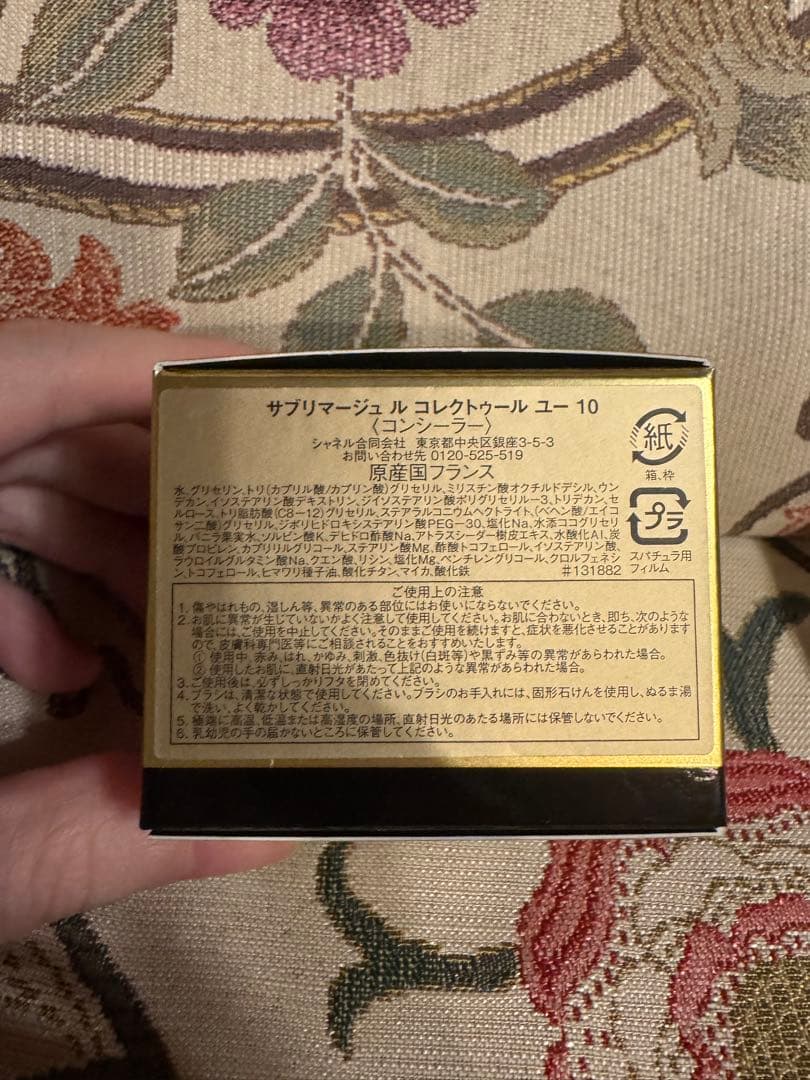 サブリマージュ ル コレクトゥール ユー 10
〈コンシーラー〉
シャネル合同会社 東京都中央区銀座3-5-3
お問い合わせ先 0120-525-519
原産国フランス
水、グリセリン、トリ(カプリル酸/カプリン酸)グリセリル、ミリスチン酸オクチルドデシル、ウン
デカン、イソステアリン酸デキストリン、ジイソステアリン酸ポリグリセリル-3、トリデカン、セ
ルロース、トリ脂肪酸(C8-12)グリセリル、ステアラルコニウムヘクトライト、(ベヘン酸/エイコ
サン二酸)グリセリル、ジポリヒドロキシステアリン酸PEG-30、塩化Na、水添ココグリセリ
ル、バニラ果実水、ソルビン酸K、デヒドロ酢酸Na、アトラスシーダー樹皮エキス、水酸化Al、炭
酸プロピレン、カプリリルグリコール、ステアリン酸Mg、酢酸トコフェロール、イソステアリン酸、
ラウロイルグルタミン酸Na、クエン酸、リシン、塩化Mg、ペンチレングリコール、クロルフェネシ
ン、トコフェロール、ヒマワリ種子油、酸化チタン、マイカ、酸化鉄 #131882
紙
箱、枠
プラ
スパチュラ用
フィルム
ご使用上の注意
1. 傷やはれもの、湿しん等、異常のある部位にはお使いにならないでください。
2. お肌に異常が生じていないかよく注意して使用してください。お肌に合わないとき、即ち、次のような
場合には、ご使用を中止してください。そのままご使用を続けますと、症状を悪化させることがあります
ので、皮膚科専門医等にご相談されることをおすすめいたします。
① 使用中、赤み、はれ、かゆみ、刺激、色抜け(白斑等)や黒ずみ等の異常があらわれた場合。
② 使用したお肌に、直射日光があたって上記のような異常があらわれた場合。
3. ご使用後は、必ずしっかりフタを閉めてください。
4. ブラシは、清潔な状態で使用してください。ブラシのお手入れには、固形石けんを使用し、ぬるま湯
で洗い、よく乾かしてください。
5. 極端に高温、低温または高湿度の場所、直射日光のあたる場所には保管しないでください。
6. 乳幼児の手の届かないところに保管してください。